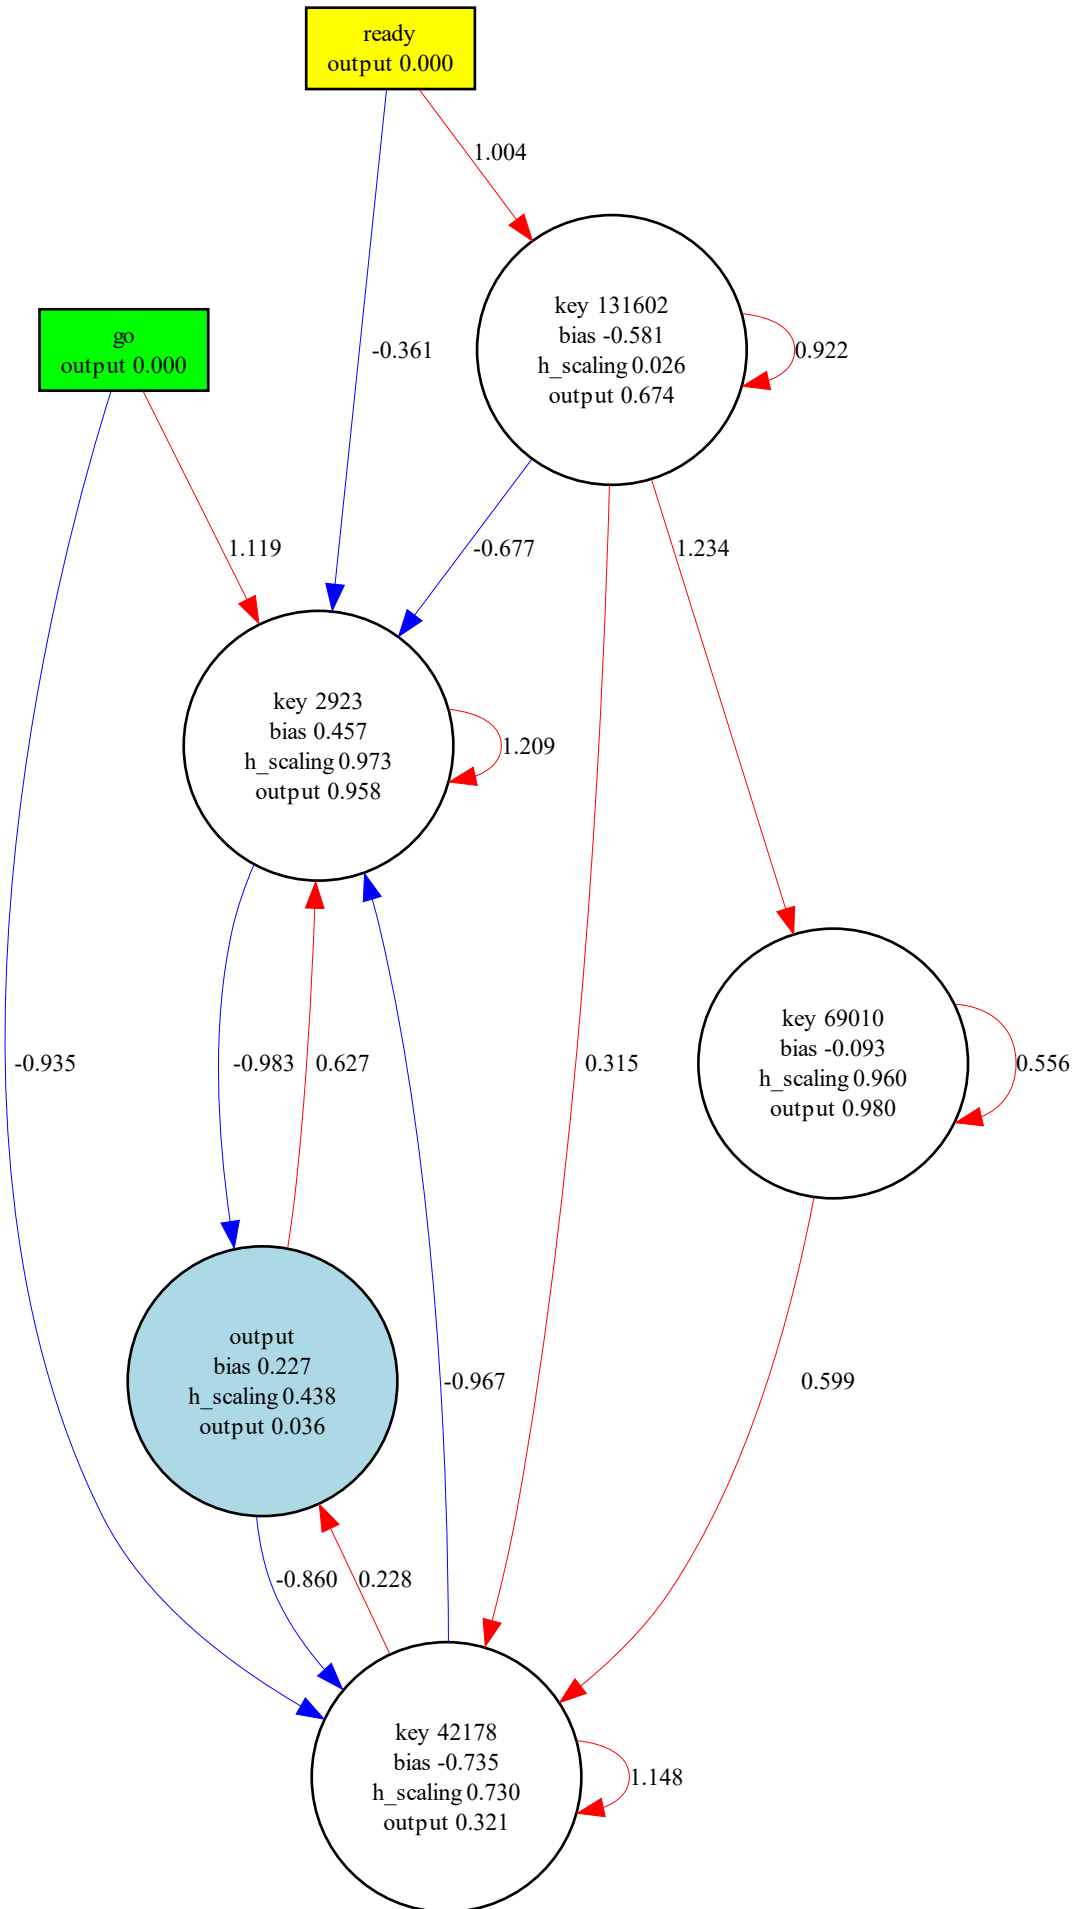 ready
output 0.000
1.004
key 131602
bias -0.581
h_scaling 0.026
output 0.674
0.922
go
output 0.000
-0.361
1.119
-0.677
1.234
key 2923
bias 0.457
h_scaling 0.973
output 0.958
1.209
key 69010
bias -0.093
h_scaling 0.960
output 0.980
0.556
-0.935
-0.983
0.627
0.315
output
bias 0.227
h_scaling 0.438
output 0.036
-0.967
0.599
-0.860
0.228
key 42178
bias -0.735
h_scaling 0.730
output 0.321
1.148